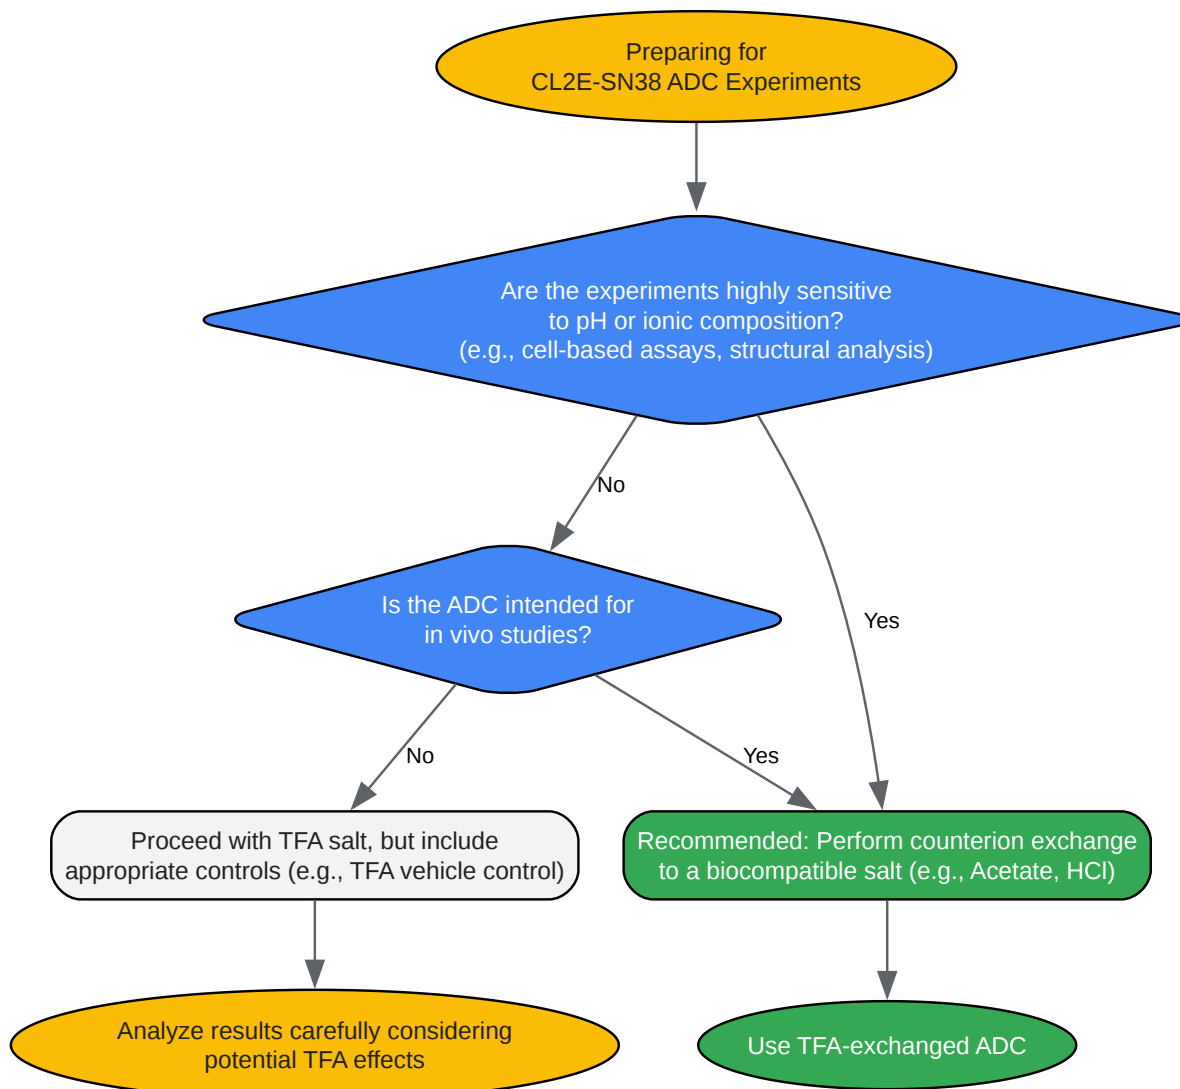 Preparing for
CL2E-SN38 ADC Experiments
Are the experiments highly sensitive
to pH or ionic composition?
(e.g., cell-based assays, structural analysis)
No
Is the ADC intended for
in vivo studies?
Yes
No
Yes
Proceed with TFA salt, but include
appropriate controls (e.g., TFA vehicle control)
Recommended: Perform counterion exchange
to a biocompatible salt (e.g., Acetate, HCl)
Analyze results carefully considering
potential TFA effects
Use TFA-exchanged ADC